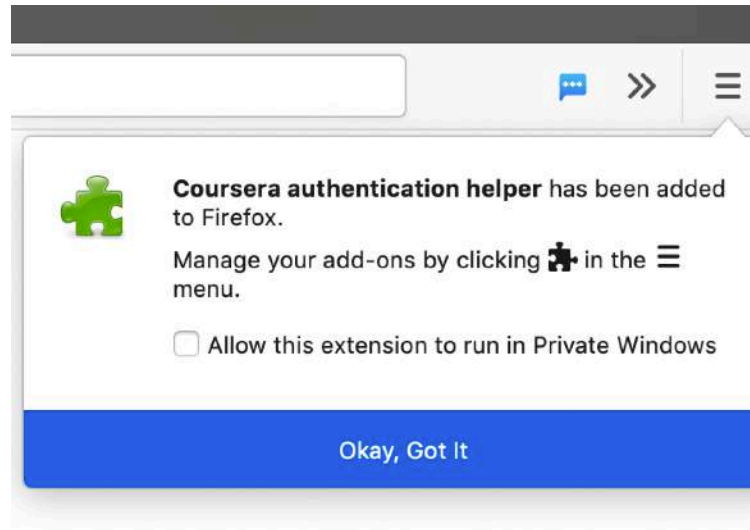 Coursera authentication helper has been added
to Firefox.
Manage your add-ons by clicking in the
menu.
Allow this extension to run in Private Windows
Okay, Got It